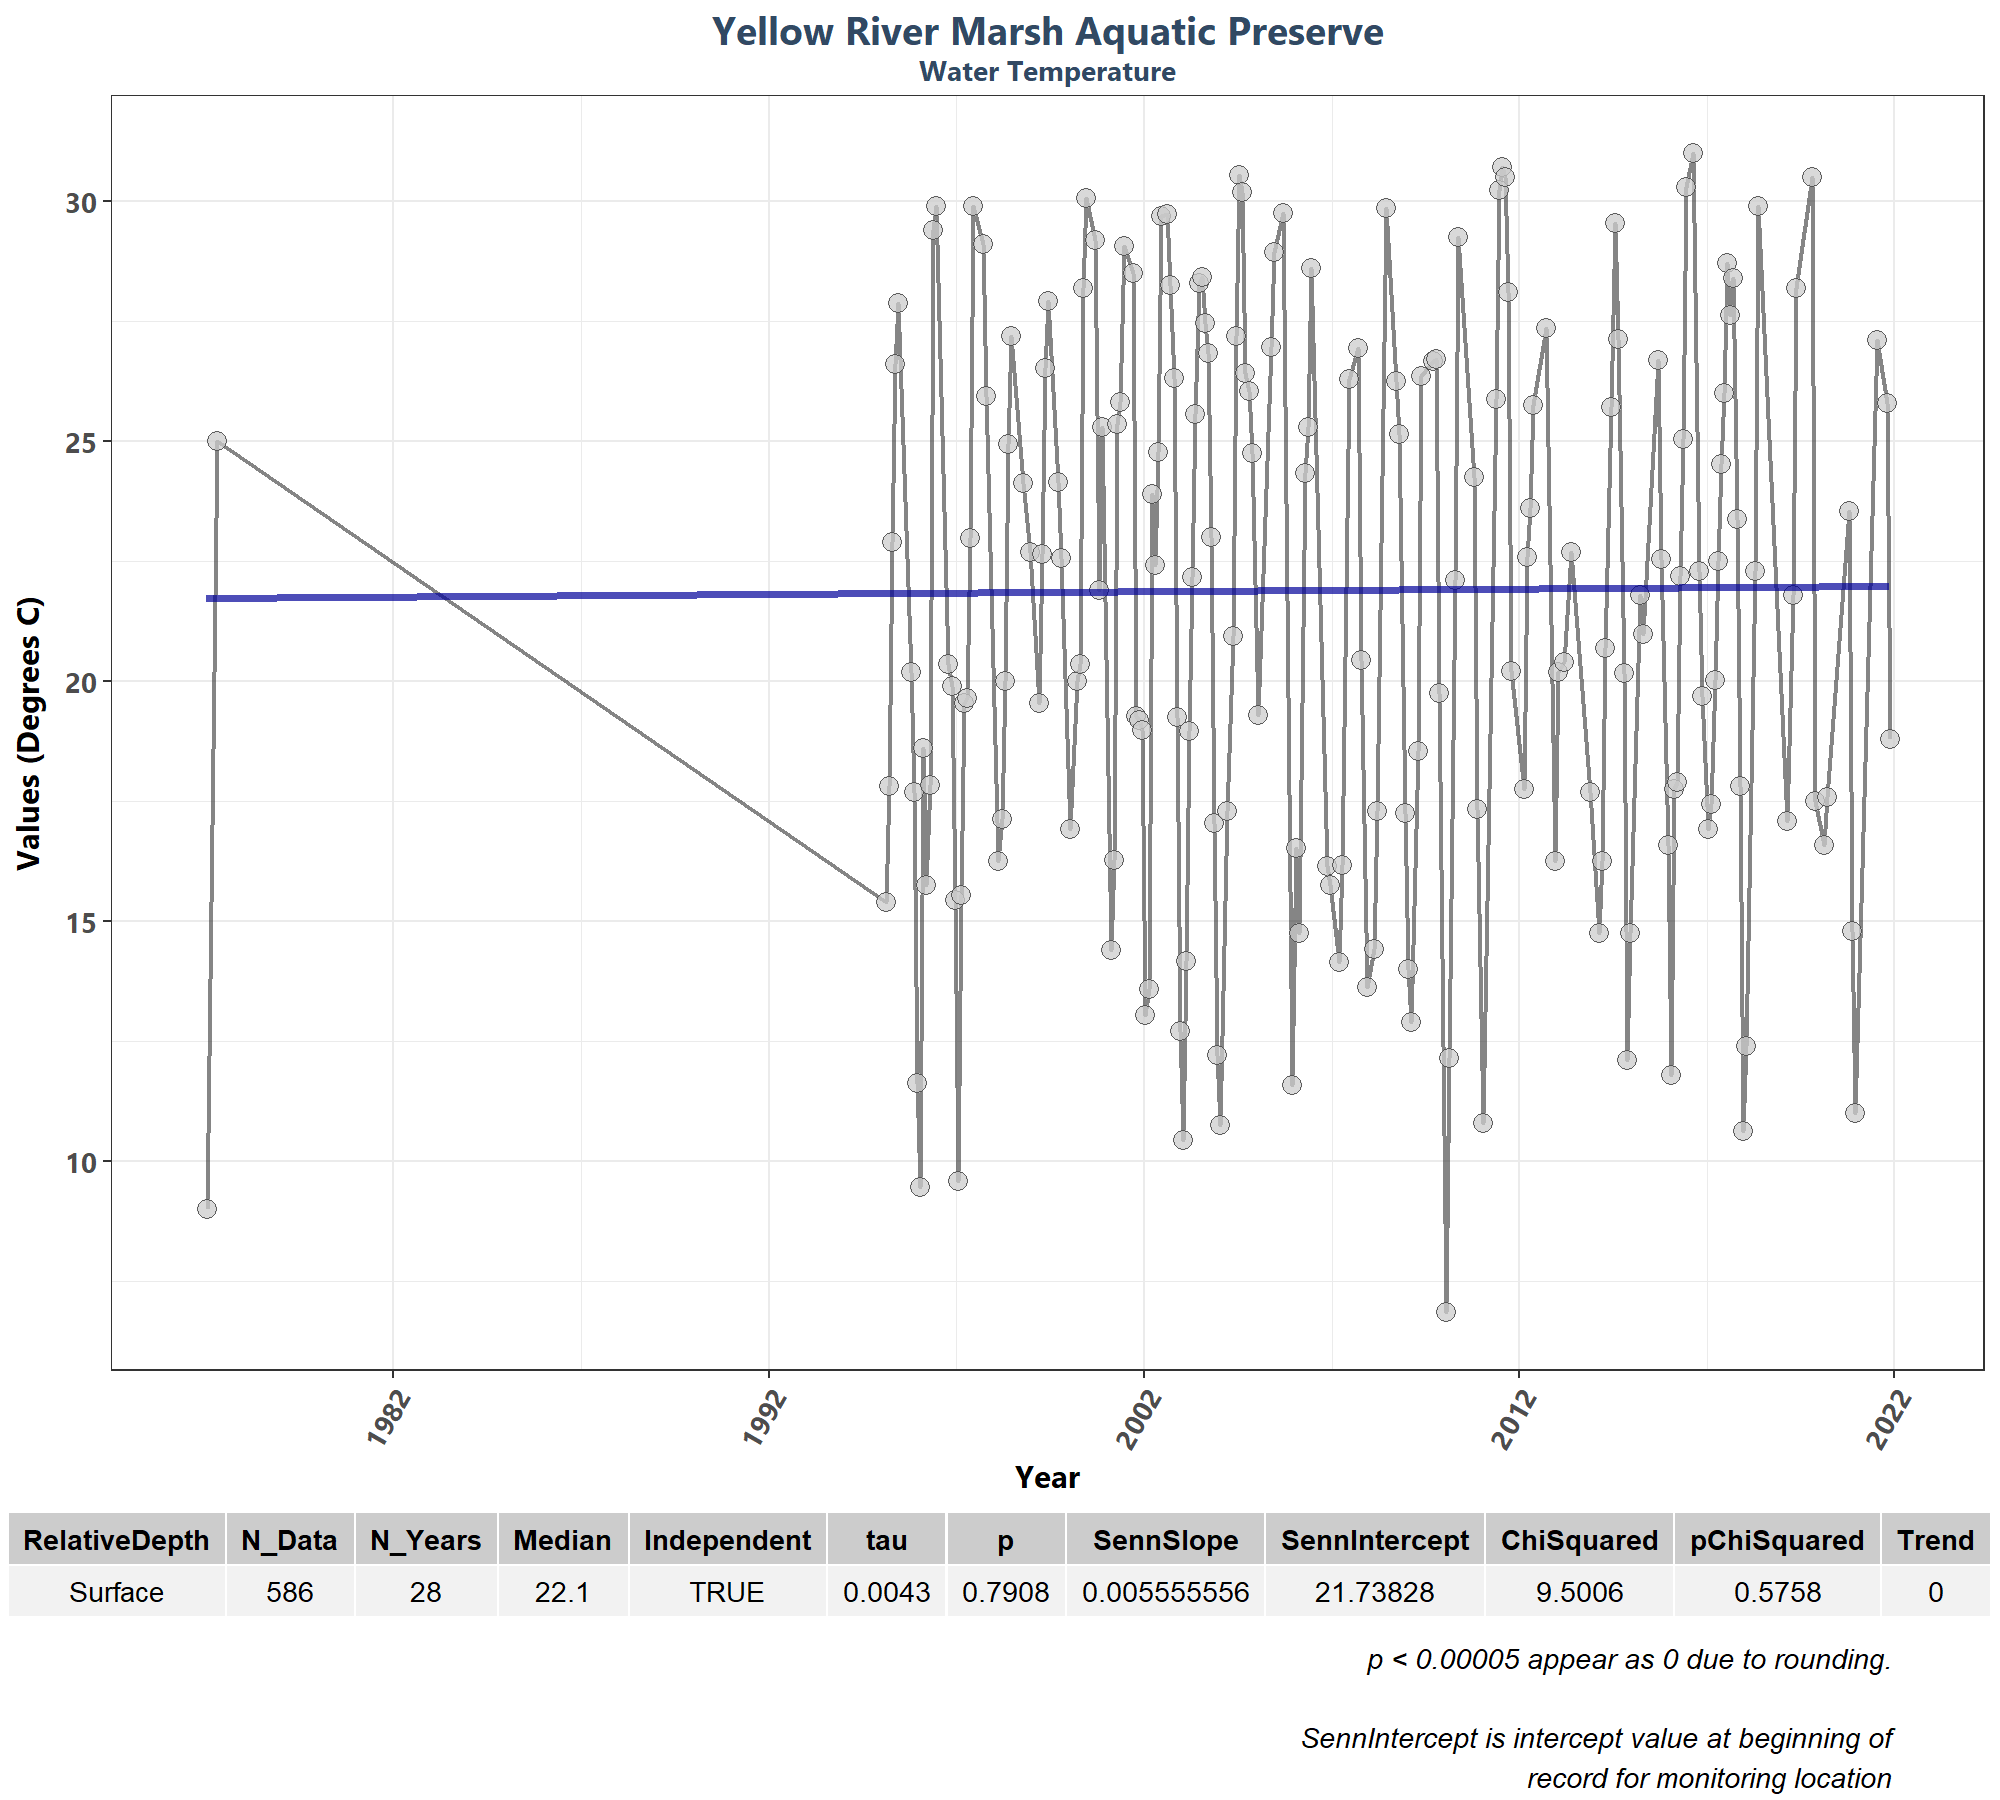 Yellow River Marsh Aquatic Preserve
Water Temperature
Values (Degrees C)
30
25
20
15
10
1982 1992 2002 2012 2022
Year
RelativeDepth N_Data N_Years Median Independent tau p SennSlope SennIntercept ChiSquared pChiSquared Trend
Surface 586 28 22.1 TRUE 0.0043 0.7908 0.005555556 21.73828 9.5006 0.5758 0
p < 0.00005 appear as 0 due to rounding.
SennIntercept is intercept value at beginning of
record for monitoring location